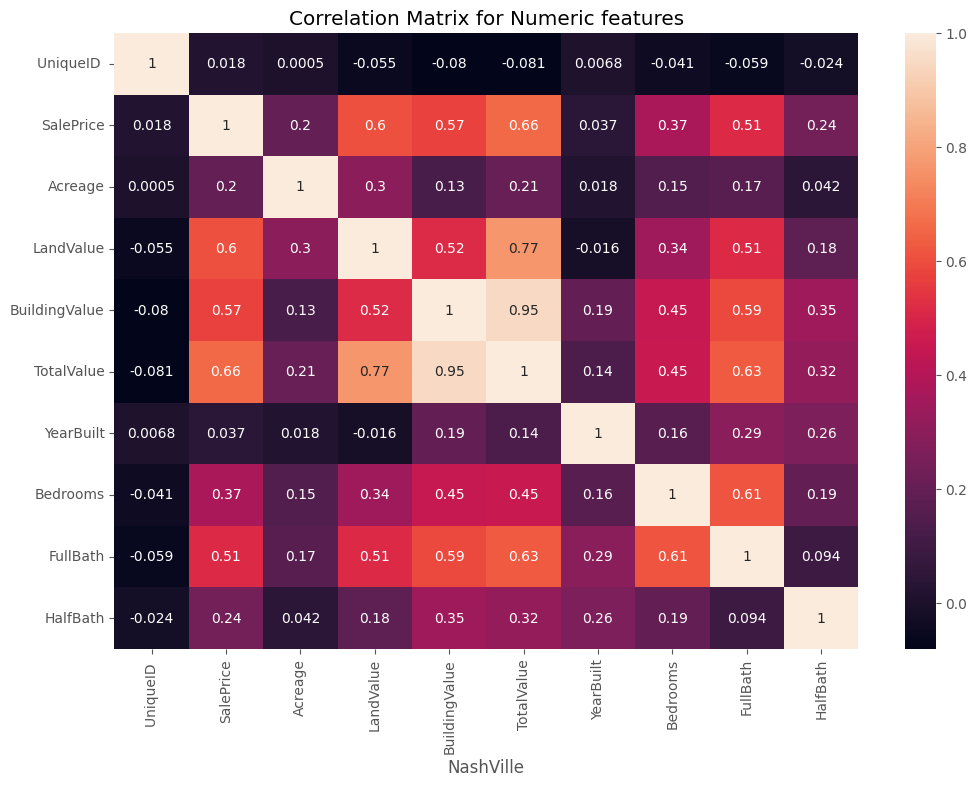 Correlation Matrix for Numeric features
UniqueID 1 0.018 0.0005 -0.055 -0.08 -0.081 0.0068 -0.041 -0.059 -0.024
SalePrice 0.018 1 0.2 0.6 0.57 0.66 0.037 0.37 0.51 0.24
Acreage 0.0005 0.2 1 0.3 0.13 0.21 0.018 0.15 0.17 0.042
LandValue -0.055 0.6 0.3 1 0.52 0.77 -0.016 0.34 0.51 0.18
BuildingValue -0.08 0.57 0.13 0.52 1 0.95 0.19 0.45 0.59 0.35
TotalValue -0.081 0.66 0.21 0.77 0.95 1 0.14 0.45 0.63 0.32
YearBuilt 0.0068 0.037 0.018 -0.016 0.19 0.14 1 0.16 0.29 0.26
Bedrooms -0.041 0.37 0.15 0.34 0.45 0.45 0.16 1 0.61 0.19
FullBath -0.059 0.51 0.17 0.51 0.59 0.63 0.29 0.61 1 0.094
HalfBath -0.024 0.24 0.042 0.18 0.35 0.32 0.26 0.19 0.094 1
UniqueID SalePrice Acreage LandValue BuildingValue TotalValue YearBuilt Bedrooms FullBath HalfBath
NashVille
1.0
0.8
0.6
0.4
0.2
0.0